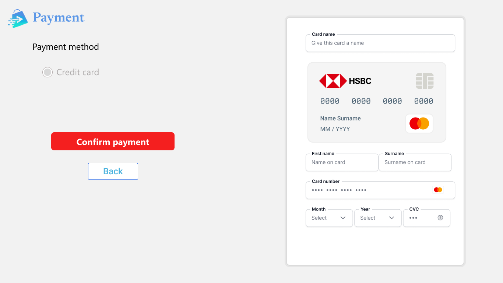 Payment
Payment method
Credit card
Confirm payment
Back
Card name
Give this card a name
HSBC
0000 0000 0000 0000
Name Surname
MM / YYYY
First name
Name on card
Surname
Surname on card
Card number
•••• •••• •••• ••••
Month
Select
Year
Select
CVC
•••